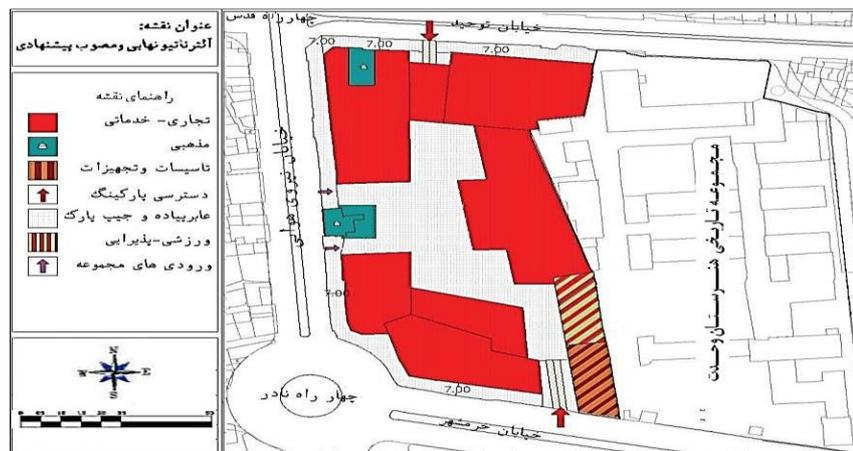 عنوان نقشه:
آلترناتیو نهایی ومصوب پیشنهادی
راهنمای نقشه
تجاری- خدماتی
مذهبی
تاسیسات وتجهیزات
دسترسی پارکینگ
عابرپیاده و جیپ پارک
ورزشی-پذیرایی
ورودی های مجموعه
N
S
چهارراه قدس
خیابان توحید
7.00
7.00
7.00
خیابان نیروی هوایی
مجموعه تاریخی هنرستان وحدت
7.00
7.00
چهار راه نادر
خیابان خرمشهر